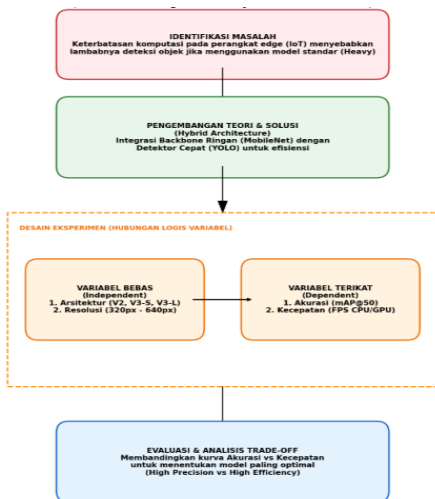 IDENTIFIKASI MASALAH
Keterbatasan komputasi pada perangkat edge (IoT) menyebabkan
lambabnya deteksi objek jika menggunakan model standar (Heavy)
PENGEMBANGAN TEORI & SOLUSI
(Hybrid Architecture)
Integrasi Backbone Ringan (MobileNet) dengan
Detektor Cepat (YOLO) untuk efisiensi
DESAIN EKSPERIMEN (HUBUNGAN LOGIS VARIABEL)
VARIABEL BEBAS
(Independent)
1. Arsitektur (V2, V3-S, V3-L)
2. Resolusi (320px - 640px)
VARIABEL TERIKAT
(Dependent)
1. Akurasi (mAP@50)
2. Kecepatan (FPS CPU/GPU)
EVALUASI & ANALISIS TRADE-OFF
Membandingkan kurva Akurasi vs Kecepatan
untuk menentukan model paling optimal
(High Precision vs High Efficiency)